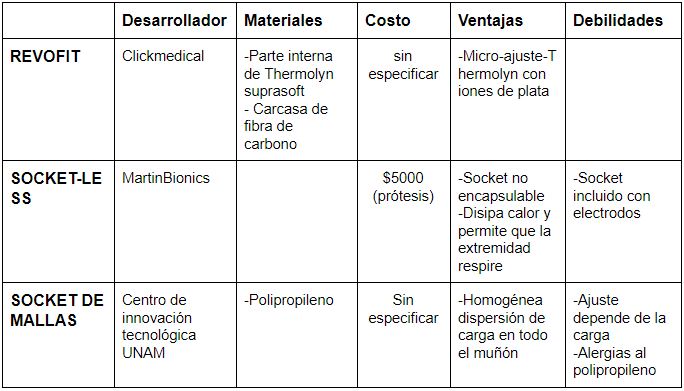 Desarrollador
Materiales
Costo
Ventajas
Debilidades
REVOFIT
Clickmedical
-Parte interna
de Thermolyn
suprasoft
- Carcasa de
fibra de
carbono
sin
especificar
-Micro-ajuste-T
hermolyn con
iones de plata
SOCKET-LE
SS
MartinBionics
$5000
(prótesis)
-Socket no
encapsulable
-Disipa calor y
permite que la
extremidad
respire
-Socket
incluido con
electrodos
SOCKET DE
MALLAS
Centro de
innovación
tecnológica
UNAM
-Polipropileno
Sin
especificar
-Homogénea
dispersión de
carga en todo
el muñón
-Ajuste
depende de la
carga
-Alergias al
polipropileno